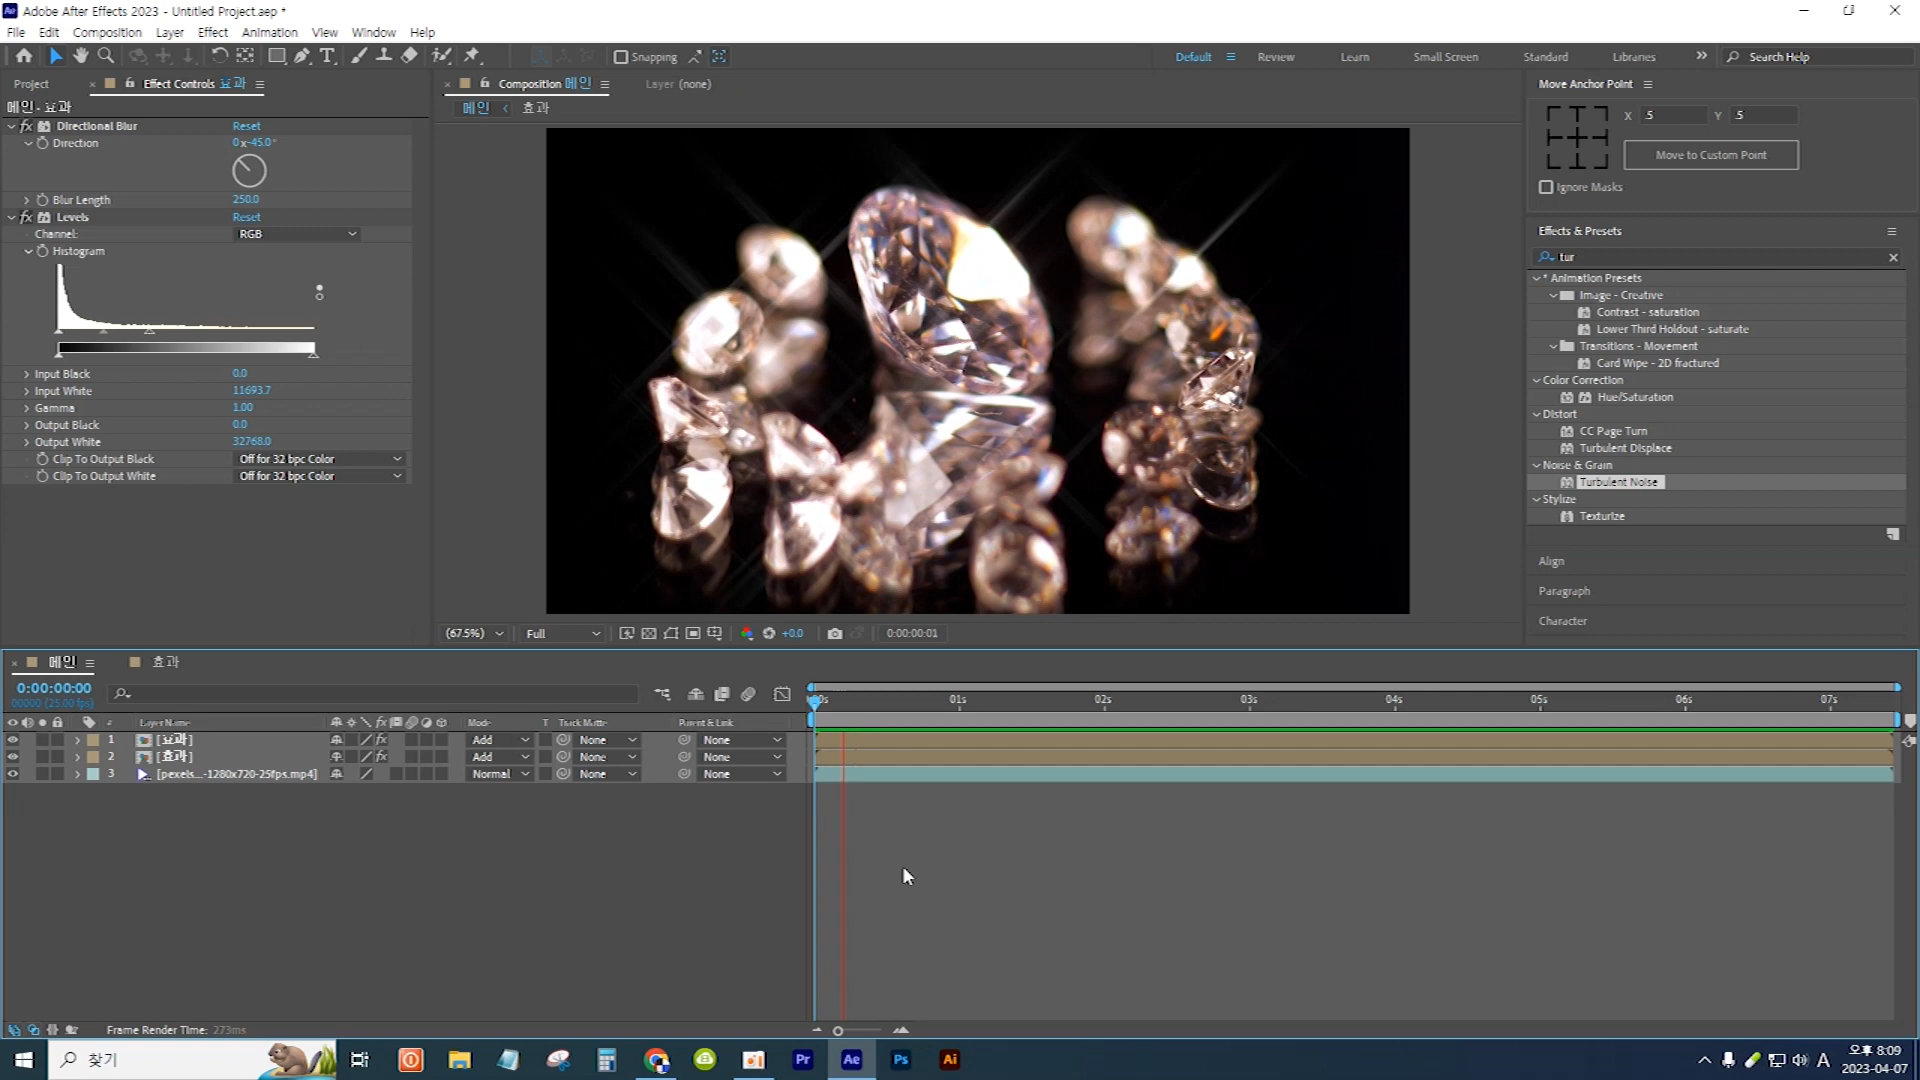 Adobe After Effects 2023 - Untitled Project.aep *
File Edit Composition Layer Effect Animation View Window Help
Snapping
Default Review Learn Small Screen Standard Libraries Search Help
Project Effect Controls 효과
메인 - 효과
Directional Blur Reset
Direction 0x-45.0°
Blur Length 250.0
Levels Reset
Channel: RGB
Histogram
Input Black 0.0
Input White 11693.7
Gamma 1.00
Output Black 0.0
Output White 32768.0
Clip To Output Black Off for 32 bpc Color
Clip To Output White Off for 32 bpc Color
Composition 메인 Layer (none)
메인 효과
(67.5%) Full +0.0 0:00:00:01
Move Anchor Point
X .5 Y .5
Move to Custom Point
Ignore Masks
Effects & Presets
tur
* Animation Presets
Image - Creative
Contrast - saturation
Lower Third Holdout - saturate
Transitions - Movement
Card Wipe - 2D fractured
Color Correction
Hue/Saturation
Distort
CC Page Turn
Turbulent Displace
Noise & Grain
Turbulent Noise
Stylize
Texturize
Align
Paragraph
Character
메인 효과
0:00:00:00
00000 (25.00 fps)
01s 02s 03s 04s 05s 06s 07s
# Layer Name Mode T Track Matte Parent & Link
1 [효과] Add None None
2 [효과] Add None None
3 [pexels...-1280x720-25fps.mp4] Normal None None
Frame Render Time: 273ms
찾기
Pr Ae Ps Ai
A 오후 8:09
2023-04-07